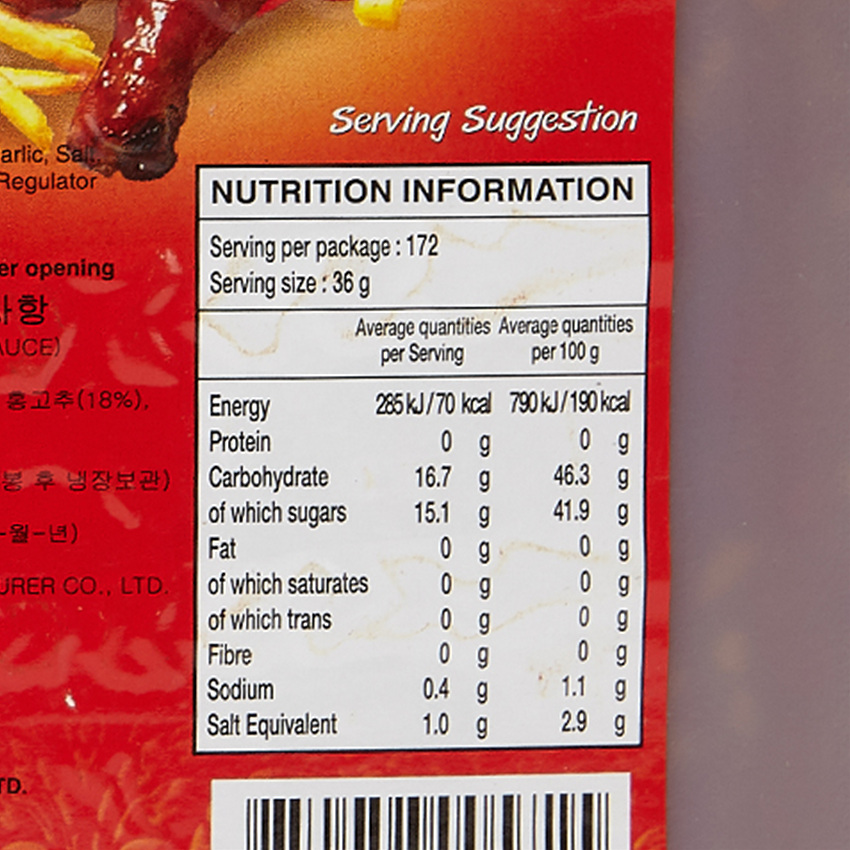 Serving Suggestion
arlic, Salt,
Regulator
NUTRITION INFORMATION
Serving per package : 172
Serving size : 36 g
er opening
사항
AUCE)
Average quantities per Serving Average quantities per 100 g
홍고추(18%),
Energy 285 kJ / 70 kcal 790 kJ / 190 kcal
Protein 0 g 0 g
Carbohydrate 16.7 g 46.3 g
봉 후 냉장보관)
of which sugars 15.1 g 41.9 g
-월-년)
Fat 0 g 0 g
of which saturates 0 g 0 g
URER CO., LTD.
of which trans 0 g 0 g
Fibre 0 g 0 g
Sodium 0.4 g 1.1 g
Salt Equivalent 1.0 g 2.9 g
TD.